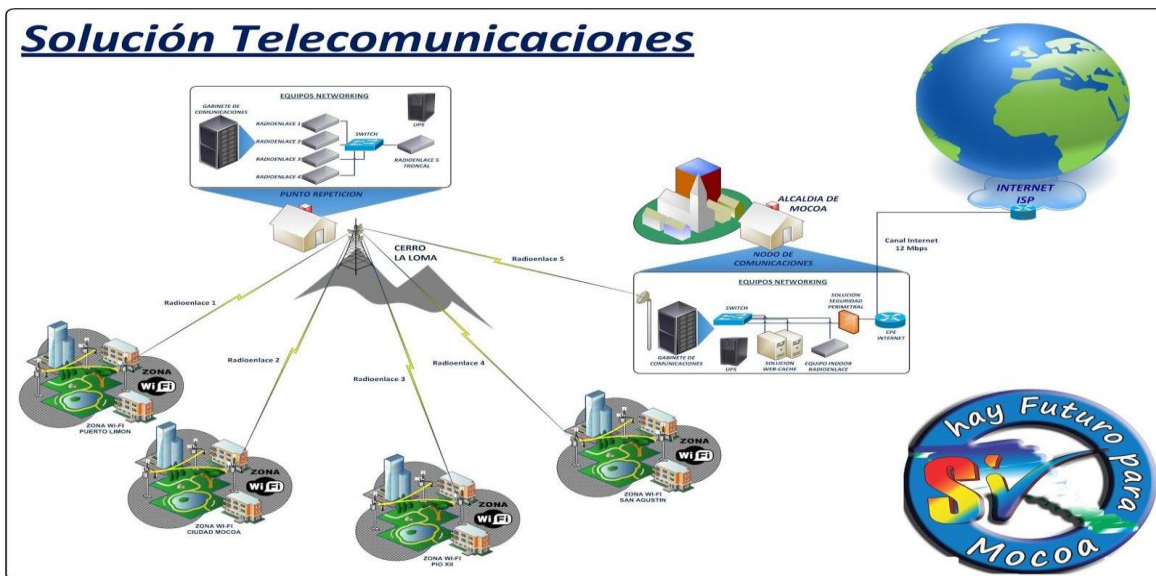 Solución Telecomunicaciones
EQUIPOS NETWORKING
GABINETE DE
COMUNICACIONES
RADIOENLACE 1
RADIOENLACE 2
RADIOENLACE 3
RADIOENLACE 4
SWITCH
UPS
RADIOENLACE 5
TRONCAL
PUNTO REPETICION
CERRO
LA LOMA
Radioenlace 1
Radioenlace 2
Radioenlace 3
Radioenlace 4
Radioenlace 5
ALCALDIA DE
MOCOA
NODO DE
COMUNICACIONES
INTERNET
ISP
Canal Internet
12 Mbps
EQUIPOS NETWORKING
SWITCH
SOLUCION
SEGURIDAD
PERIMETRAL
CPE
INTERNET
GABINETE DE
COMUNICACIONES
UPS
SOLUCION
WEB-CACHE
EQUIPO INDOOR
RADIOENLACE
ZONA
WiFi
ZONA WI-FI
PUERTO LIMON
ZONA
WiFi
ZONA WI-FI
CIUDAD MOCOA
ZONA
WiFi
ZONA WI-FI
PIO XII
ZONA
WiFi
ZONA WI-FI
SAN AGUSTIN
hay Futuro para
Si
Mocoa